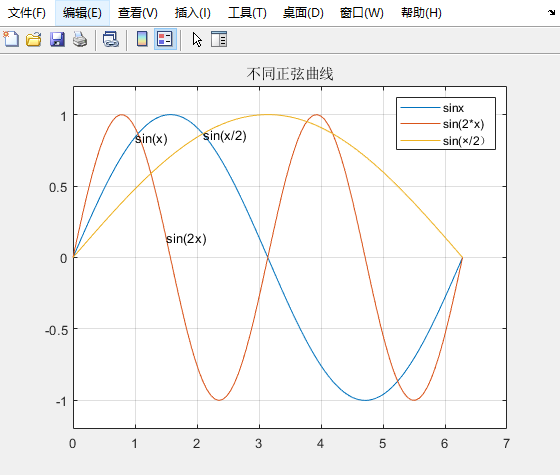 文件(F) 编辑(E) 查看(V) 插入(I) 工具(T) 桌面(D) 窗口(W) 帮助(H)
不同正弦曲线
1
0.5
0
-0.5
-1
sin(x)
sin(x/2)
sin(2x)
sinx
sin(2*x)
sin(×/2）
0 1 2 3 4 5 6 7